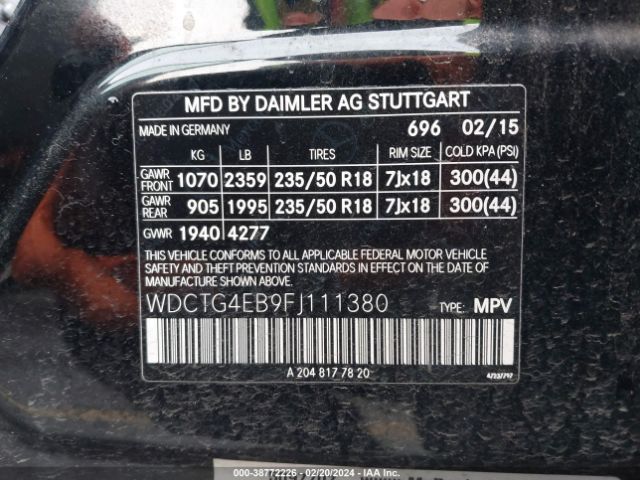 MFD BY DAIMLER AG STUTTGART
MADE IN GERMANY 696 02/15
KG LB TIRES RIM SIZE COLD KPA (PSI)
GAWR FRONT 1070 2359 235/50 R18 7Jx18 300(44)
GAWR REAR 905 1995 235/50 R18 7Jx18 300(44)
GVWR 1940 4277
THIS VEHICLE CONFORMS TO ALL APPLICABLE FEDERAL MOTOR VEHICLE
SAFETY AND THEFT PREVENTION STANDARDS IN EFFECT ON THE DATE OF
MANUFACTURE SHOWN ABOVE.
WDCTG4EB9FJ111380 TYPE: MPV
A 204 817 78 20
000-38772226 - 02/20/2024 - IAA Inc.